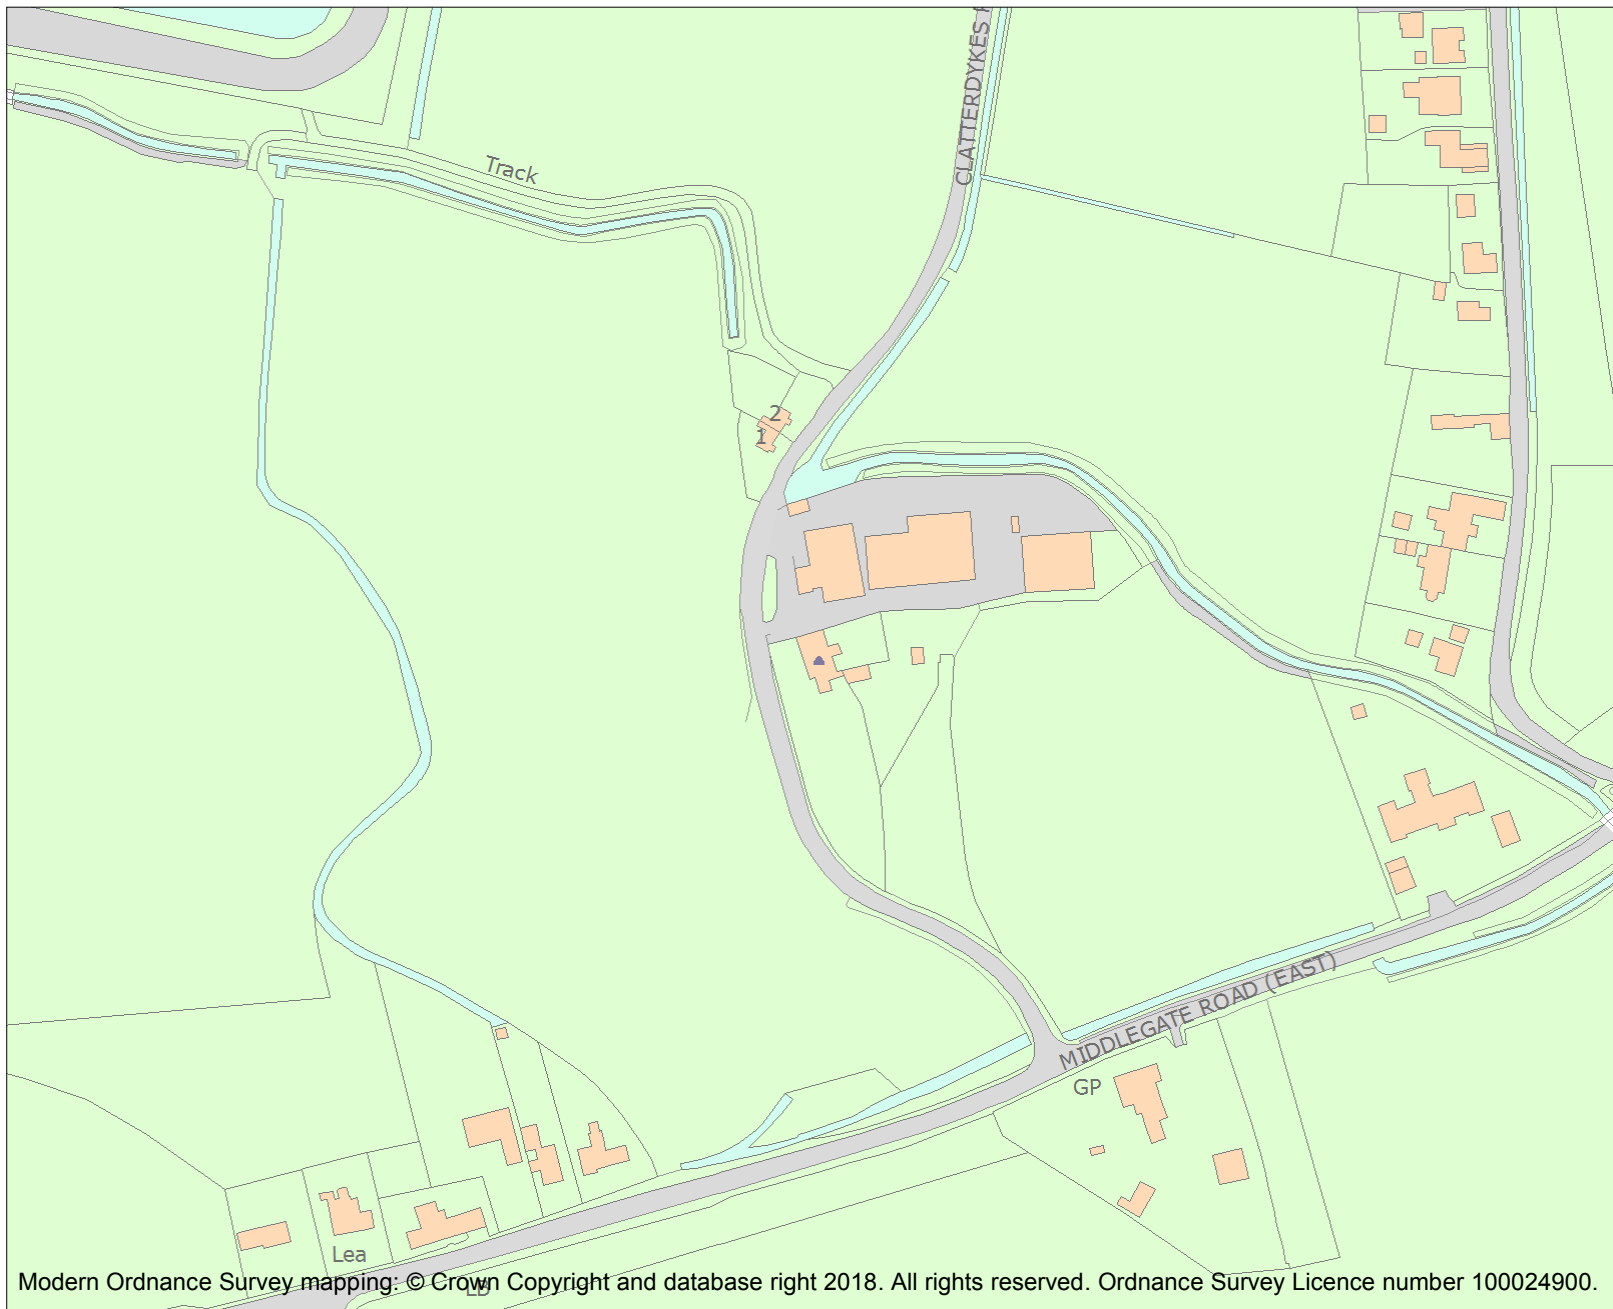 CLATTERDYKES
Track
2
1
MIDDLEGATE ROAD (EAST)
GP
Lea
LB
Modern Ordnance Survey mapping: © Crown Copyright and database right 2018. All rights reserved. Ordnance Survey Licence number 100024900.